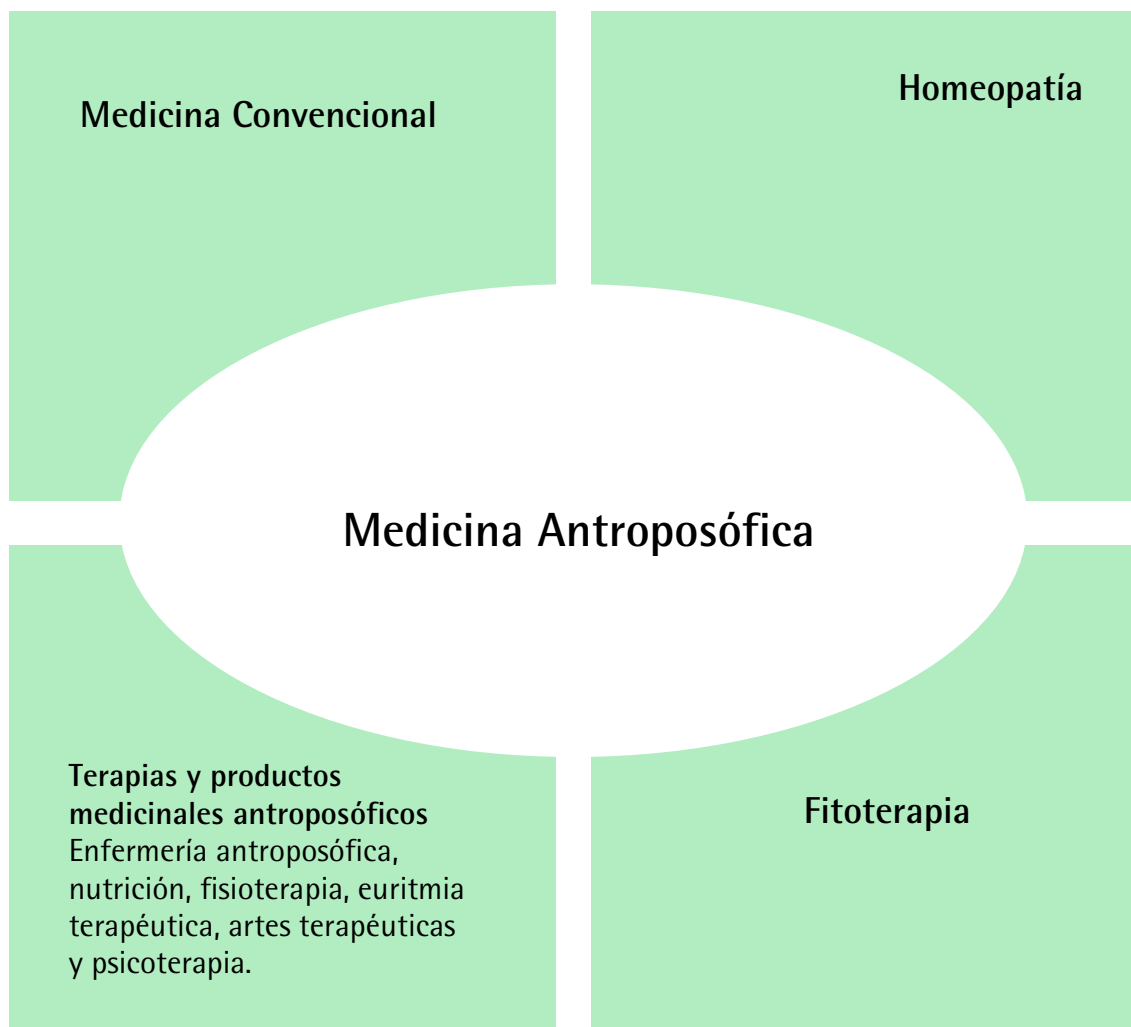 Medicina Convencional
Homeopatía
Medicina Antroposófica
Terapias y productos
medicinales antroposóficos
Enfermería antroposófica,
nutrición, fisioterapia, euritmia
terapéutica, artes terapéuticas
y psicoterapia.
Fitoterapia